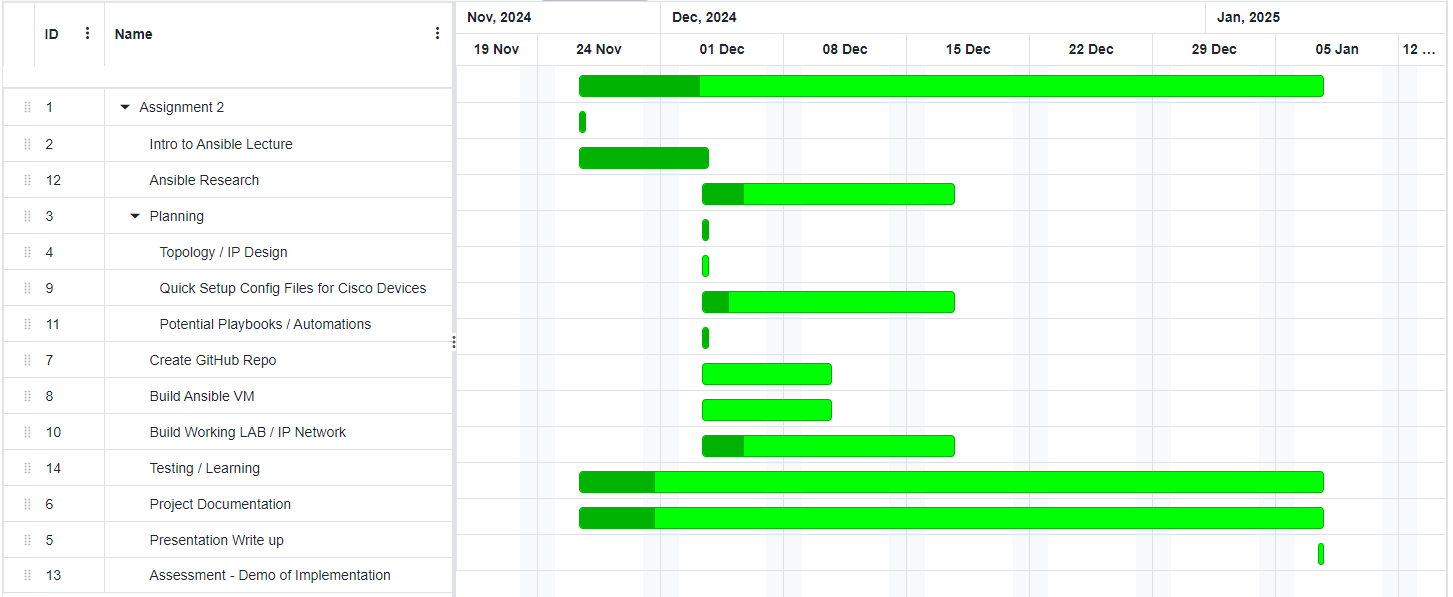 Nov, 2024 Dec, 2024 Jan, 2025
ID Name
19 Nov 24 Nov 01 Dec 08 Dec 15 Dec 22 Dec 29 Dec 05 Jan 12 ...
1 Assignment 2
2 Intro to Ansible Lecture
12 Ansible Research
3 Planning
4 Topology / IP Design
9 Quick Setup Config Files for Cisco Devices
11 Potential Playbooks / Automations
7 Create GitHub Repo
8 Build Ansible VM
10 Build Working LAB / IP Network
14 Testing / Learning
6 Project Documentation
5 Presentation Write up
13 Assessment - Demo of Implementation